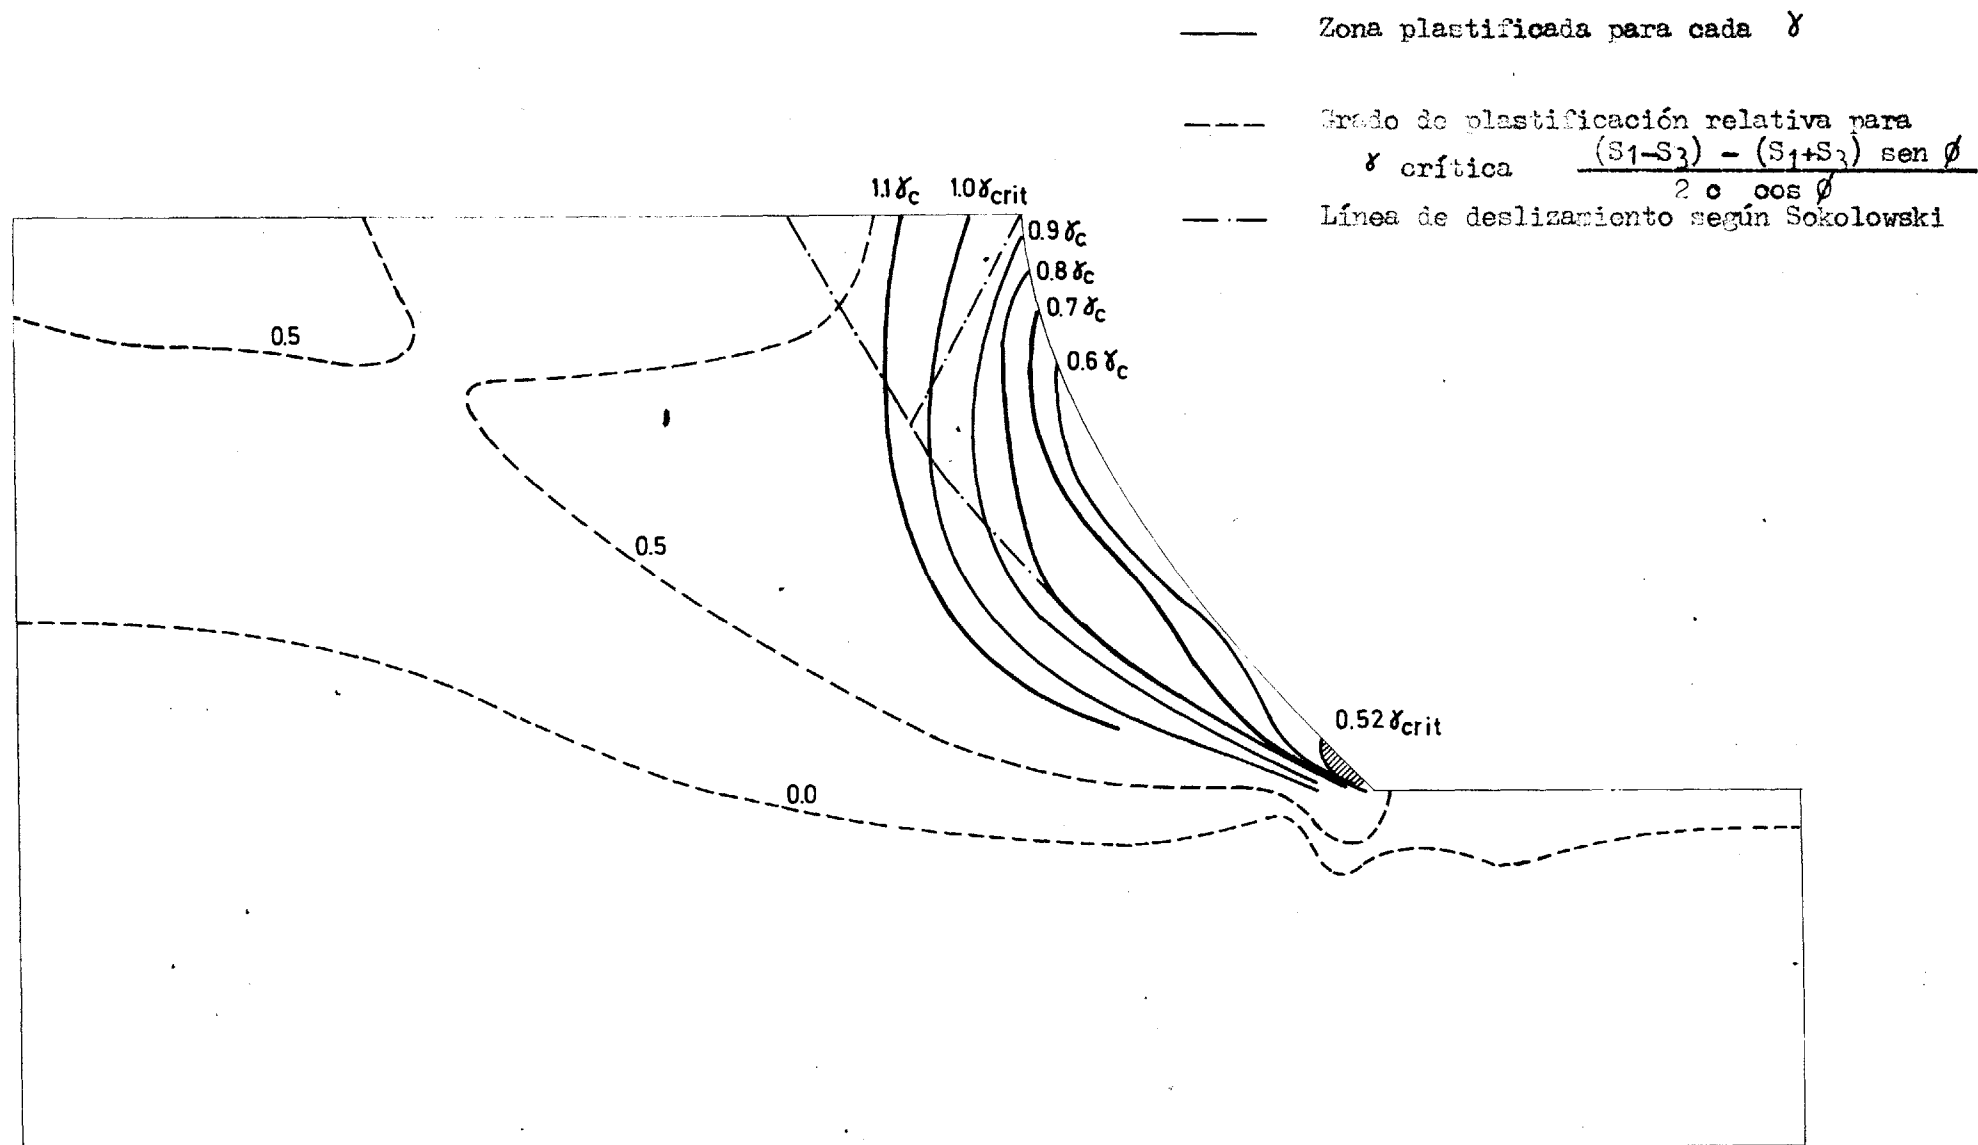 Zona plastificada para cada γ
Grado de plastificación relativa para
γ crítica (S1-S3) - (S1+S3) sen ϕ
2 c cos ϕ
Línea de deslizamiento según Sokolowski
1.1γc 1.0γcrit
0.9γc
0.8γc
0.7γc
0.6γc
0.5
0.5
0.52γcrit
0.0